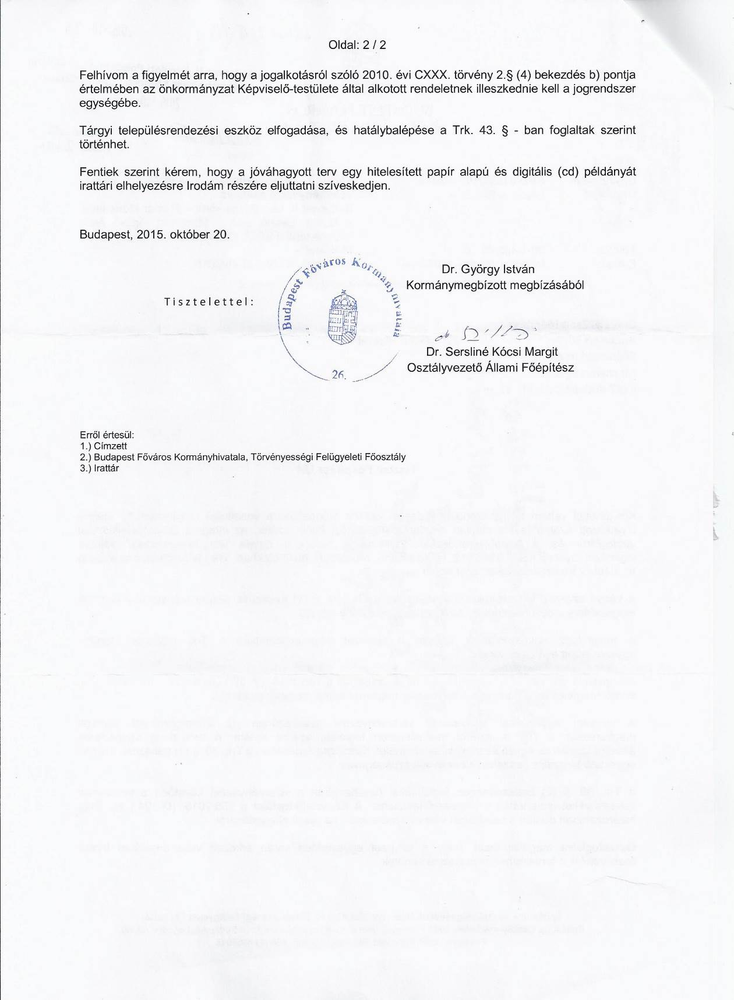 Oldal: 2 / 2
Felhívom a figyelmét arra, hogy a jogalkotásról szóló 2010. évi CXXX. törvény 2.§ (4) bekezdés b) pontja
értelmében az önkormányzat Képviselő-testülete által alkotott rendeletnek illeszkednie kell a jogrendszer
egységébe.
Tárgyi településrendezési eszköz elfogadása, és hatálybalépése a Trk. 43. § - ban foglaltak szerint
történhet.
Fentiek szerint kérem, hogy a jóváhagyott terv egy hitelesített papír alapú és digitális (cd) példányát
irattári elhelyezésre Irodám részére eljuttatni szíveskedjen.
Budapest, 2015. október 20.
Tisztelettel:
Budapest Főváros Kormányhivatala
26.
Dr. György István
Kormánymegbízott megbízásából
Dr. Sersliné Kócsi Margit
Osztályvezető Állami Főépítész
Erről értesül:
1.) Címzett
2.) Budapest Főváros Kormányhivatala, Törvényességi Felügyeleti Főosztály
3.) Irattár